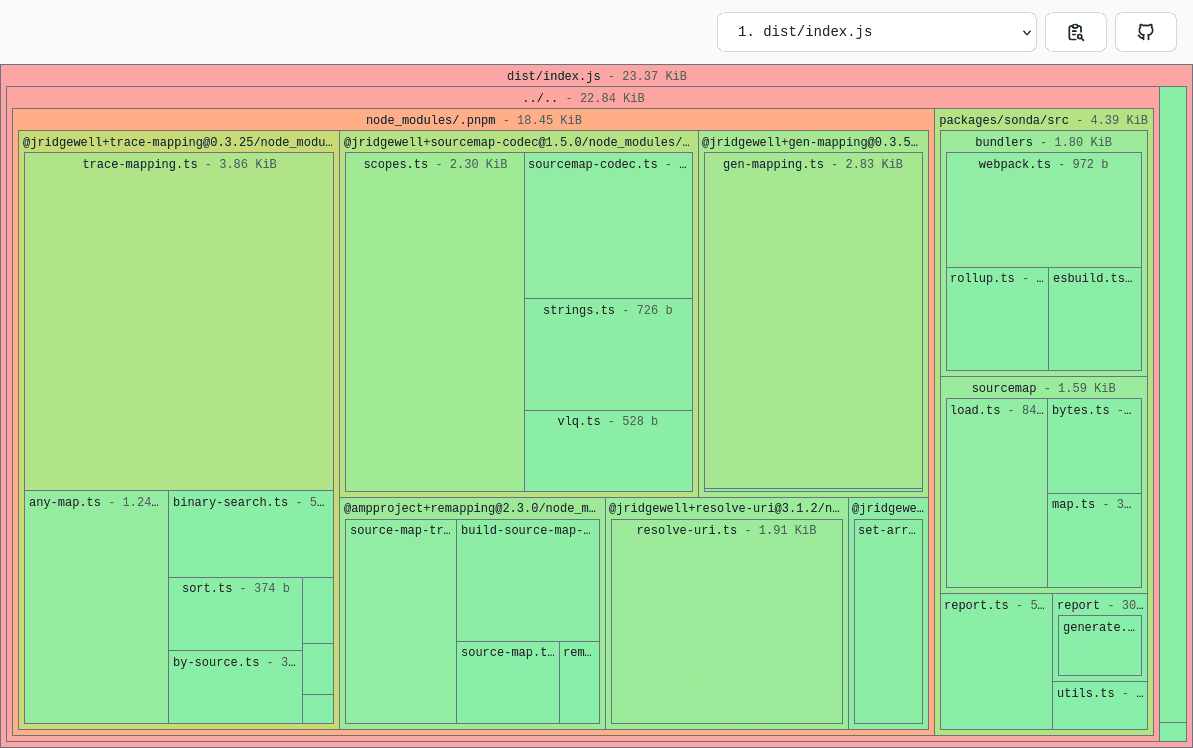 1. dist/index.js
dist/index.js - 23.37 KiB
../.. - 22.84 KiB
node_modules/.pnpm - 18.45 KiB
@jridgewell+trace-mapping@0.3.25/node_modu…
trace-mapping.ts - 3.86 KiB
any-map.ts - 1.24…
binary-search.ts - 5…
sort.ts - 374 b
by-source.ts - 3…
@jridgewell+sourcemap-codec@1.5.0/node_modules/…
scopes.ts - 2.30 KiB
sourcemap-codec.ts - …
strings.ts - 726 b
vlq.ts - 528 b
@jridgewell+gen-mapping@0.3.5…
gen-mapping.ts - 2.83 KiB
@ampproject+remapping@2.3.0/node_m…
source-map-tr…
build-source-map-…
source-map.t…
rem…
@jridgewell+resolve-uri@3.1.2/n…
resolve-uri.ts - 1.91 KiB
@jridgewe…
set-arr…
packages/sonda/src - 4.39 KiB
bundlers - 1.80 KiB
webpack.ts - 972 b
rollup.ts - …
esbuild.ts…
sourcemap - 1.59 KiB
load.ts - 84…
bytes.ts -…
map.ts - 3…
report.ts - 5…
report - 30…
generate.…
utils.ts - …